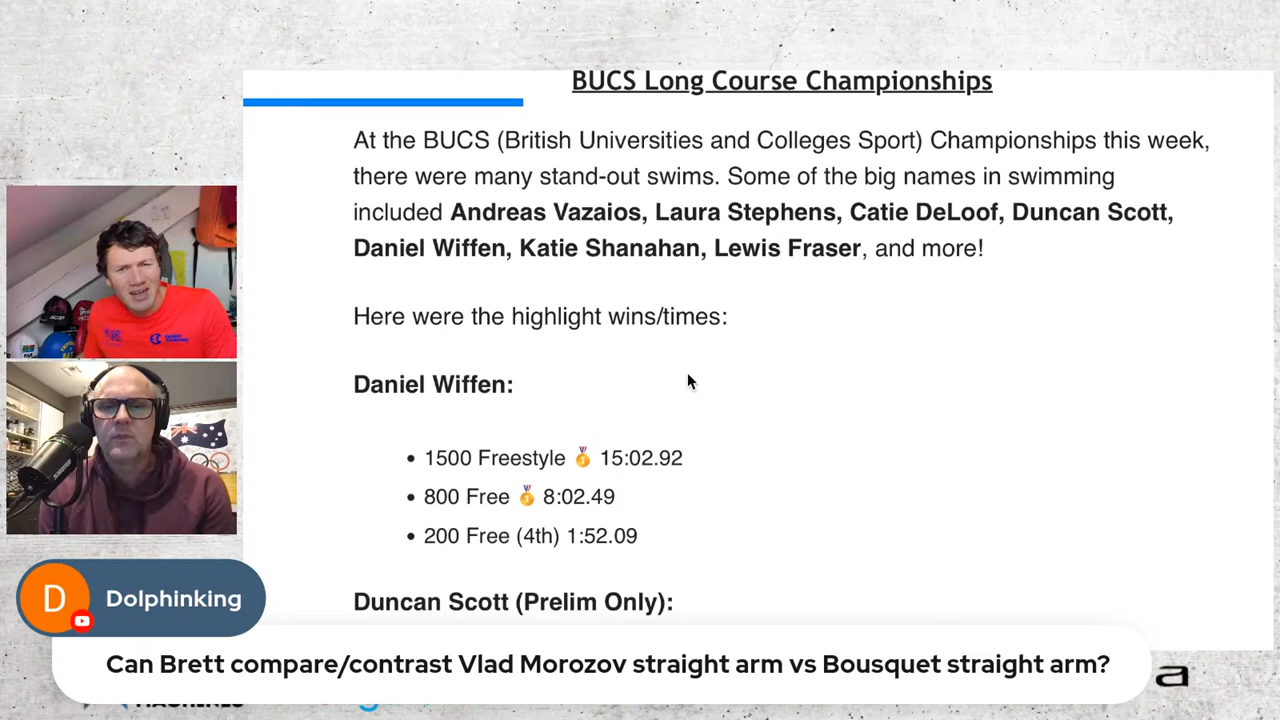 BUCS Long Course Championships
At the BUCS (British Universities and Colleges Sport) Championships this week,
there were many stand-out swims. Some of the big names in swimming
included Andreas Vazaios, Laura Stephens, Catie DeLoof, Duncan Scott,
Daniel Wiffen, Katie Shanahan, Lewis Fraser, and more!
Here were the highlight wins/times:
Daniel Wiffen:
• 1500 Freestyle 🏅 15:02.92
• 800 Free 🏅 8:02.49
• 200 Free (4th) 1:52.09
Duncan Scott (Prelim Only):
D
Dolphinking
Can Brett compare/contrast Vlad Morozov straight arm vs Bousquet straight arm?
a